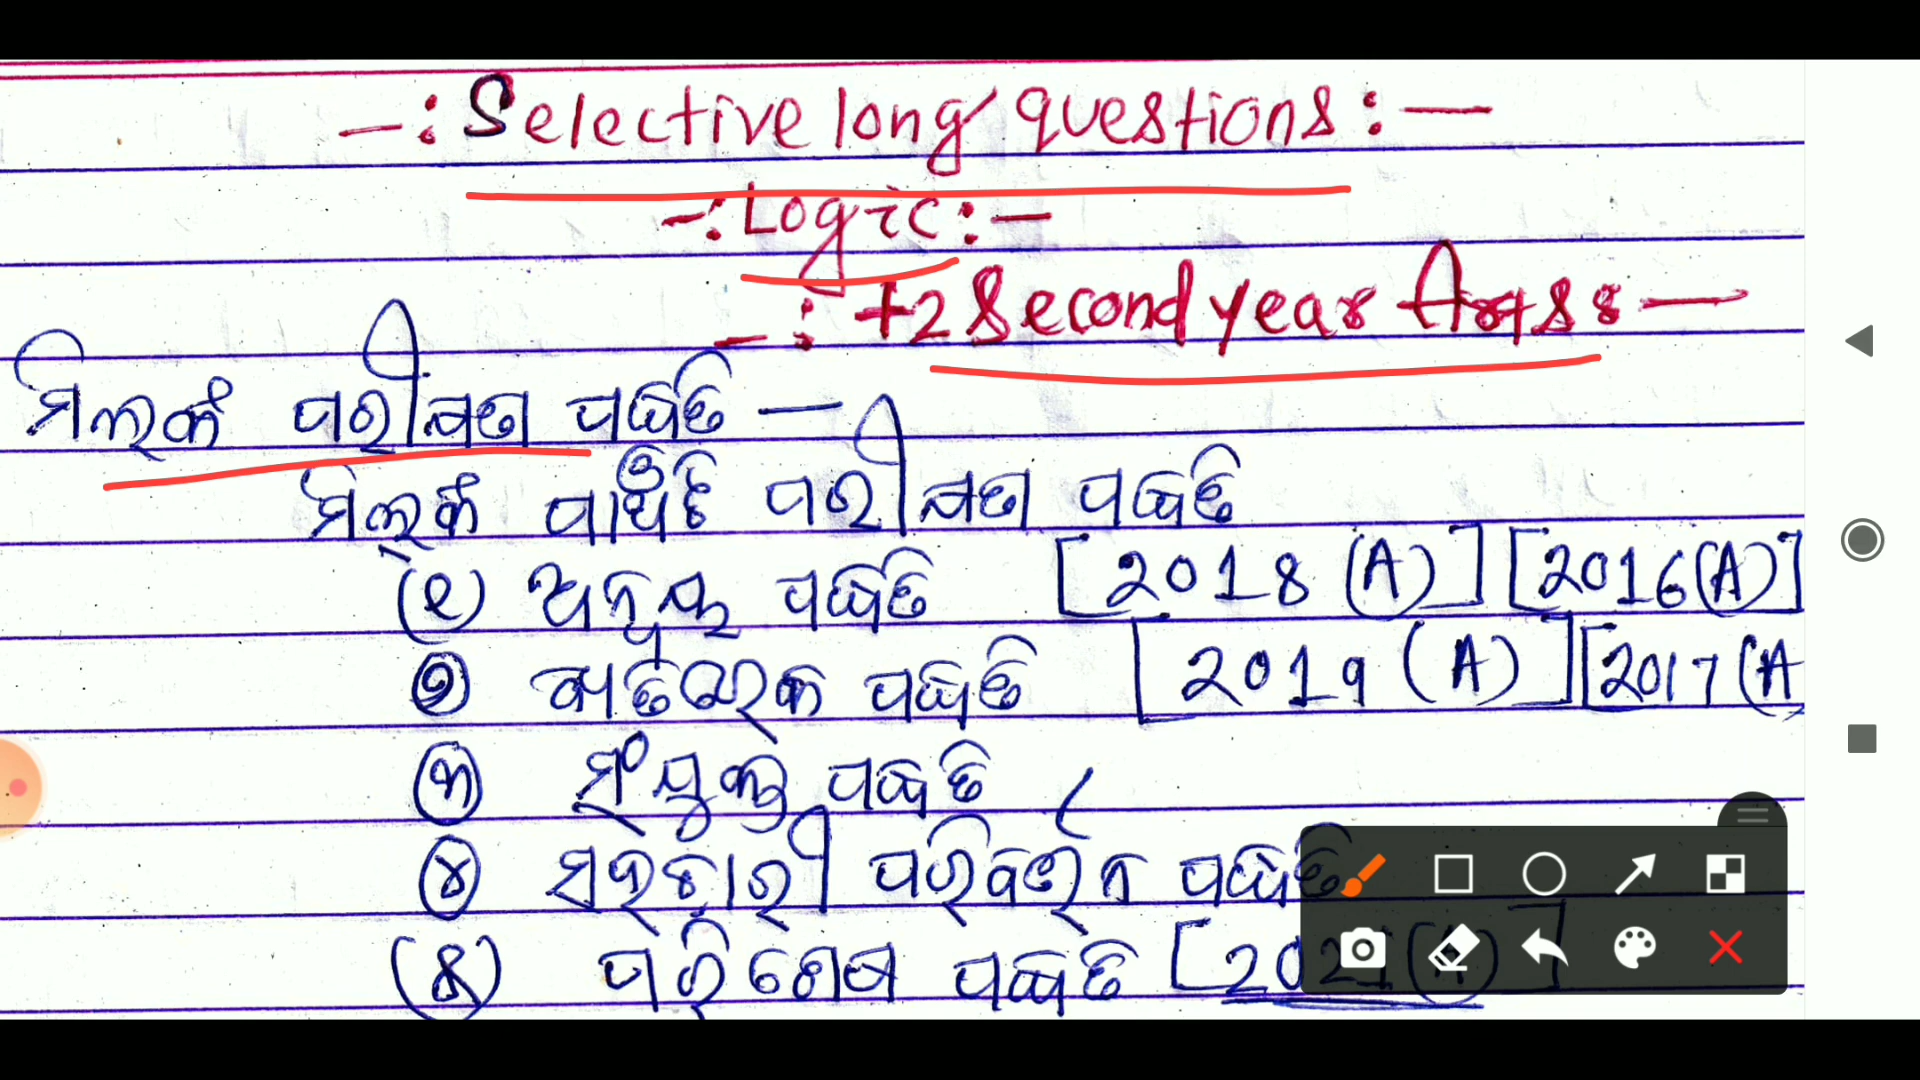 -: Selective long questions :-
-: Logic :-
-: +2 Second year Arts :-
ମିଲ୍‌ଙ୍କ ପରୀକ୍ଷଣ ପଦ୍ଧତି -
ମିଲ୍‌ଙ୍କ ପାଞ୍ଚଟି ପରୀକ୍ଷଣ ପଦ୍ଧତି
(୧) ଅନ୍ୱୟ ପଦ୍ଧତି [2018 (A)] [2016 (A)]
(୨) ବ୍ୟତିରେକ ପଦ୍ଧତି [2019 (A)] [2017 (A
(୩) ସଂଯୁକ୍ତ ପଦ୍ଧତି (
(୪) ସହଚାରୀ ପରିବର୍ତ୍ତନ ପଦ୍ଧତି
(୫) ପରିଶେଷ ପଦ୍ଧତି [2021 (A)]